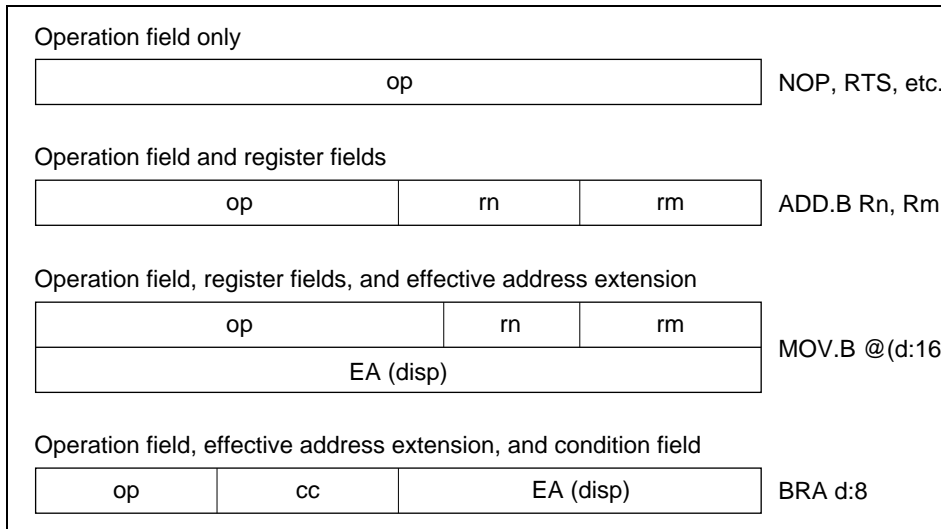 Operation field only
op
NOP, RTS, etc.
Operation field and register fields
op rn rm
ADD.B Rn, Rm
Operation field, register fields, and effective address extension
op rn rm
EA (disp)
MOV.B @(d:16
Operation field, effective address extension, and condition field
op cc EA (disp)
BRA d:8